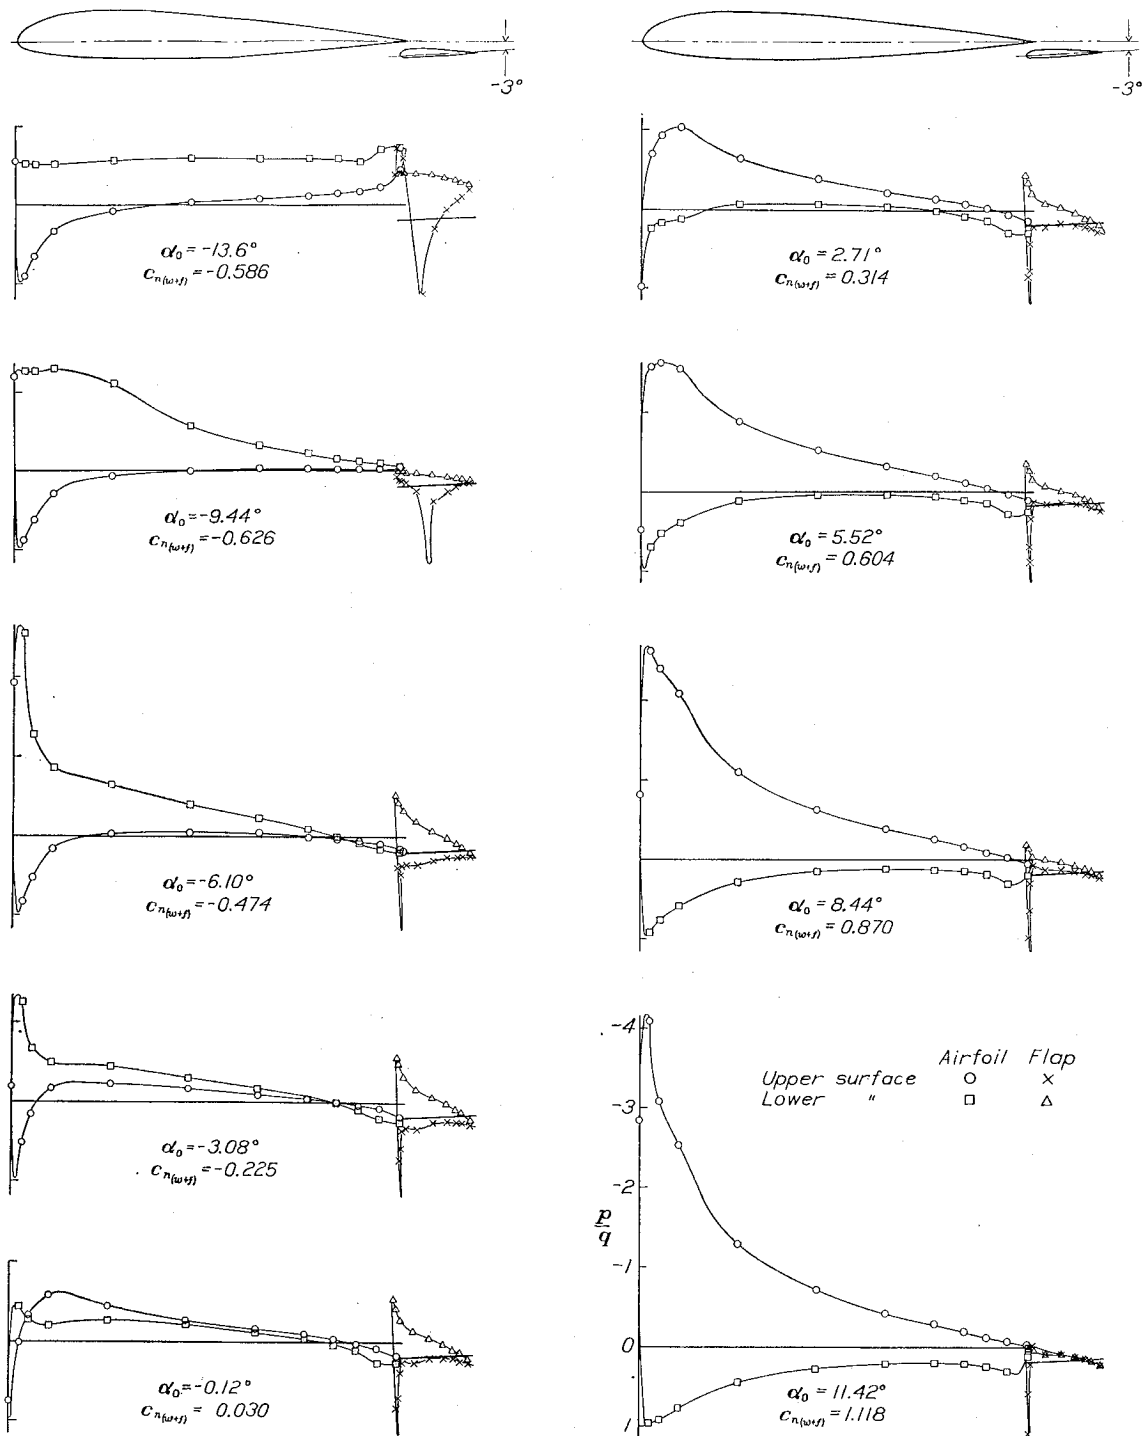 -3°
-3°
α₀ = -13.6°
cₙ₍w+f₎ = -0.586
α₀ = -9.44°
cₙ₍w+f₎ = -0.626
α₀ = -6.10°
cₙ₍w+f₎ = -0.474
α₀ = -3.08°
cₙ₍w+f₎ = -0.225
α₀ = -0.12°
cₙ₍w+f₎ = 0.030
α₀ = 2.71°
cₙ₍w+f₎ = 0.314
α₀ = 5.52°
cₙ₍w+f₎ = 0.604
α₀ = 8.44°
cₙ₍w+f₎ = 0.870
-4
Airfoil Flap
Upper surface ○ ×
Lower " □ △
-3
-2
p/q
-1
0
1
α₀ = 11.42°
cₙ₍w+f₎ = 1.118